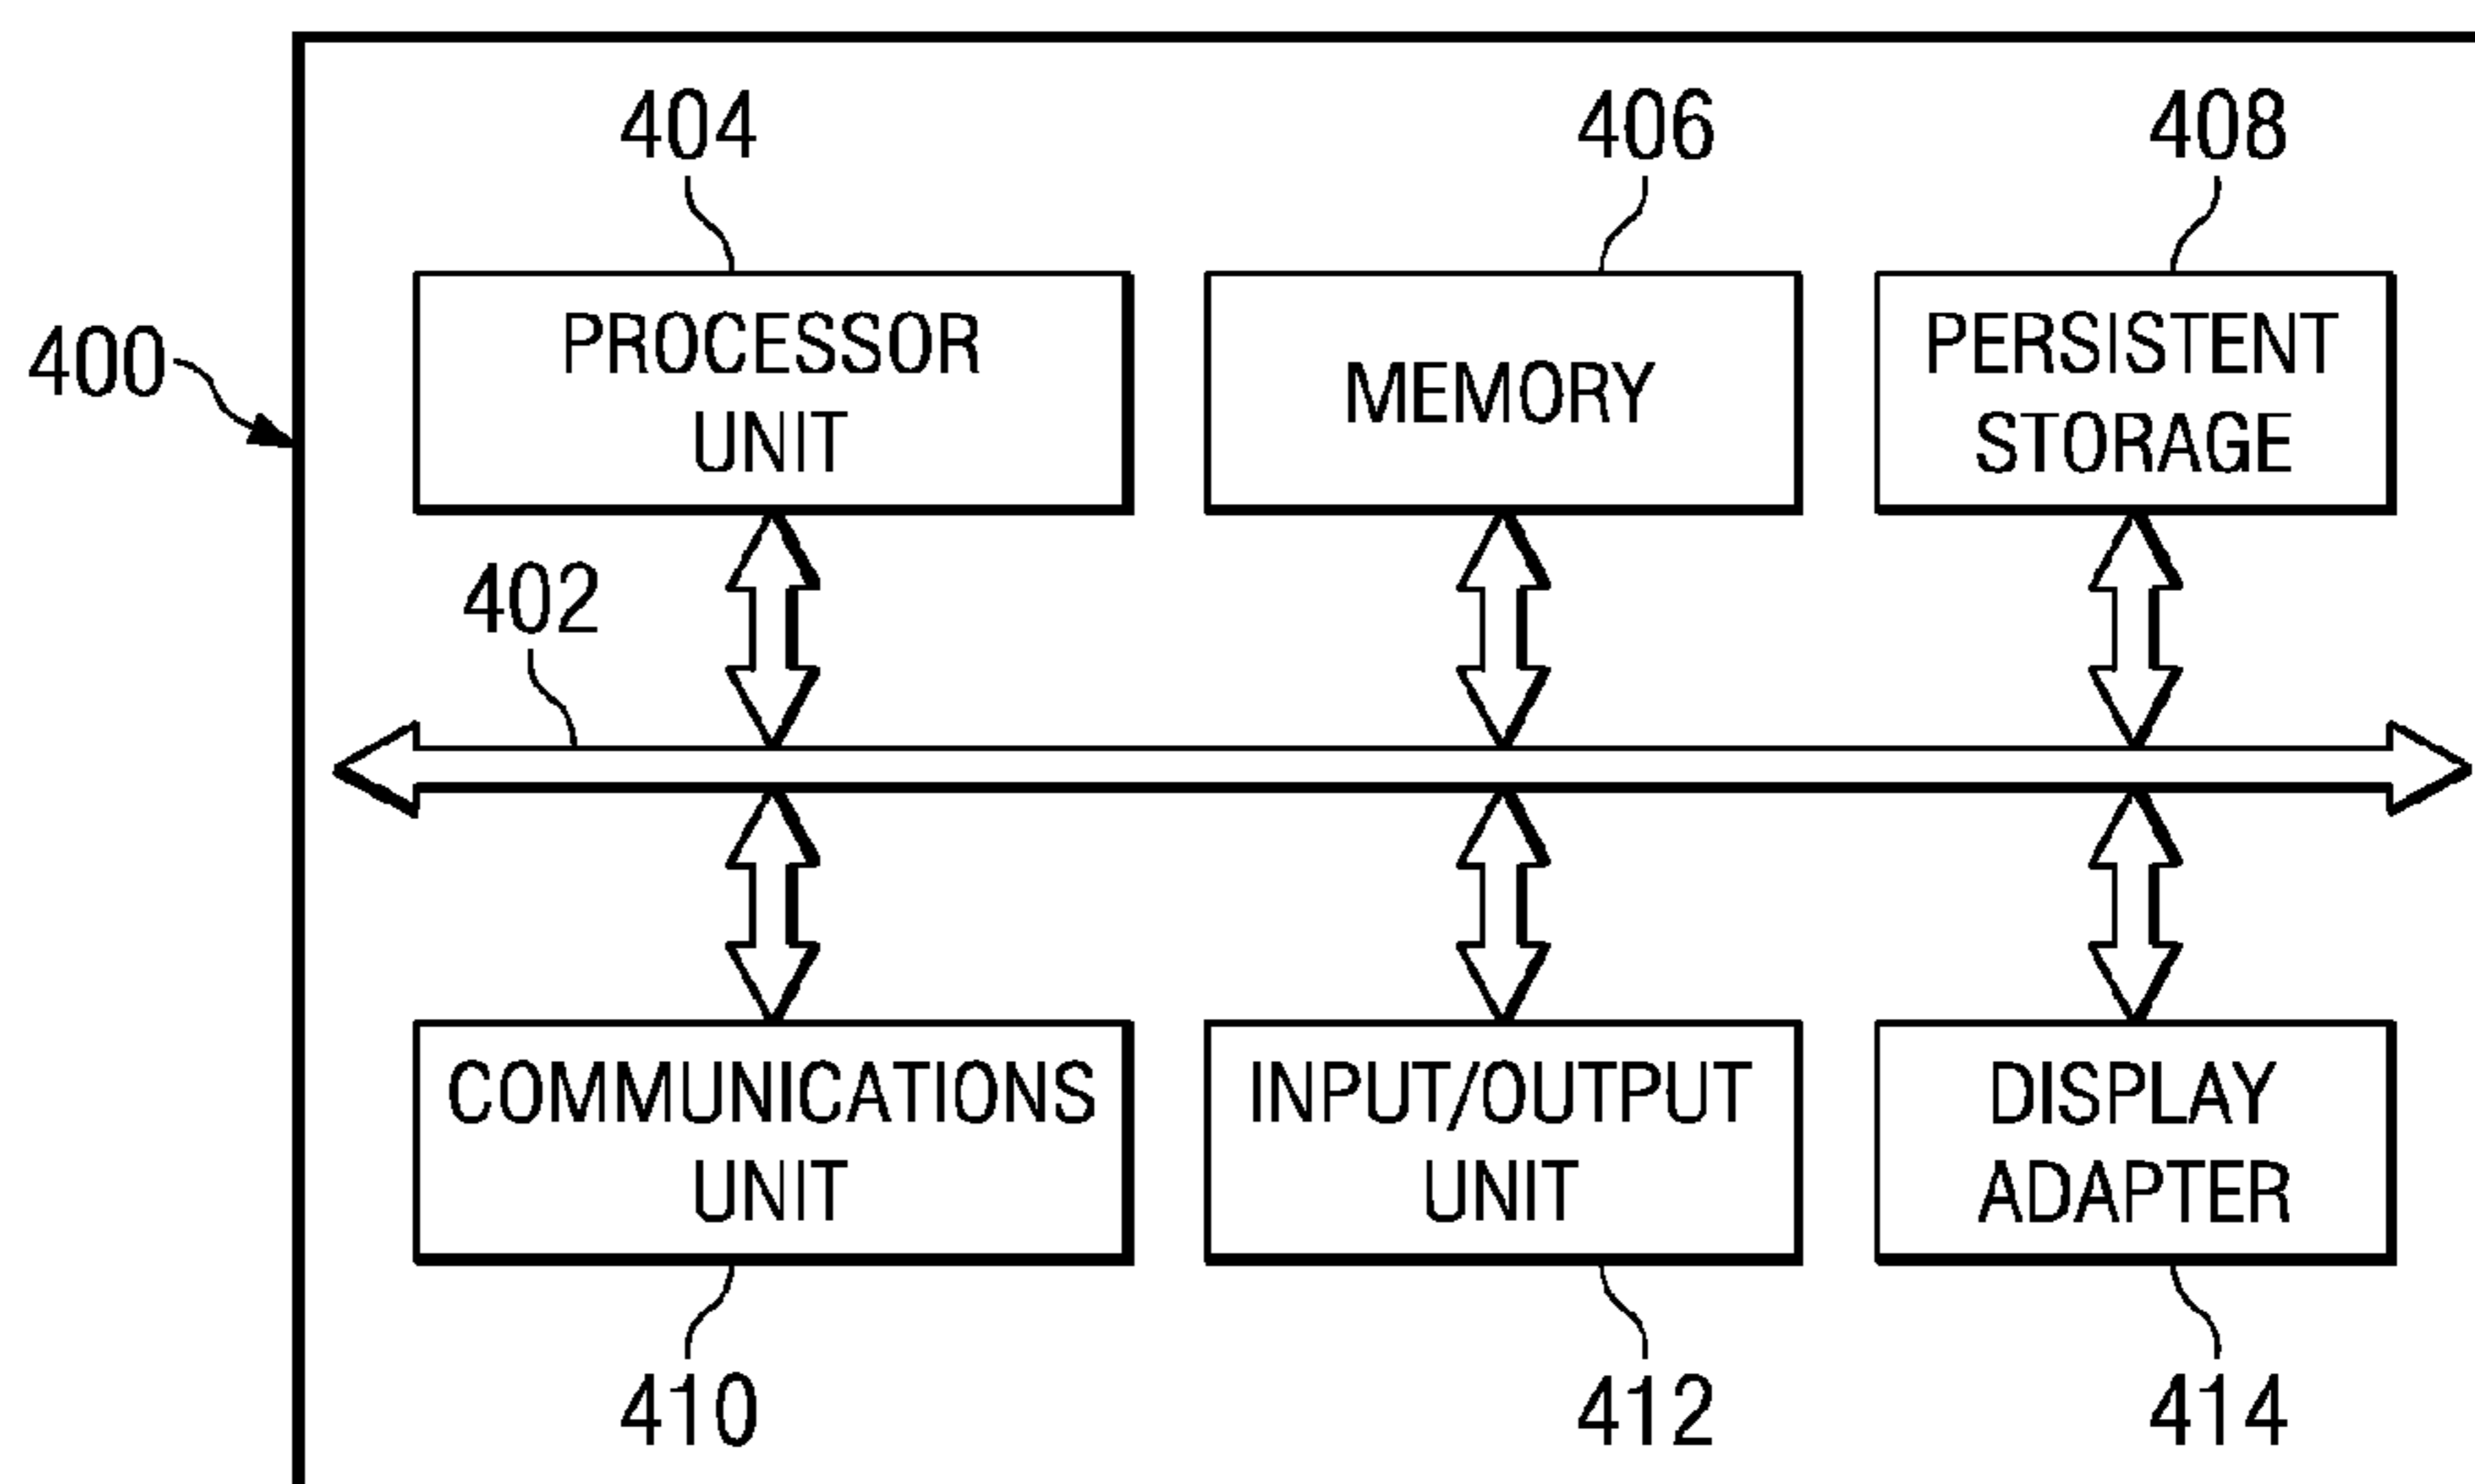 404
406
408
400
PROCESSOR
UNIT
MEMORY
PERSISTENT
STORAGE
402
COMMUNICATIONS
UNIT
INPUT/OUTPUT
UNIT
DISPLAY
ADAPTER
410
412
414